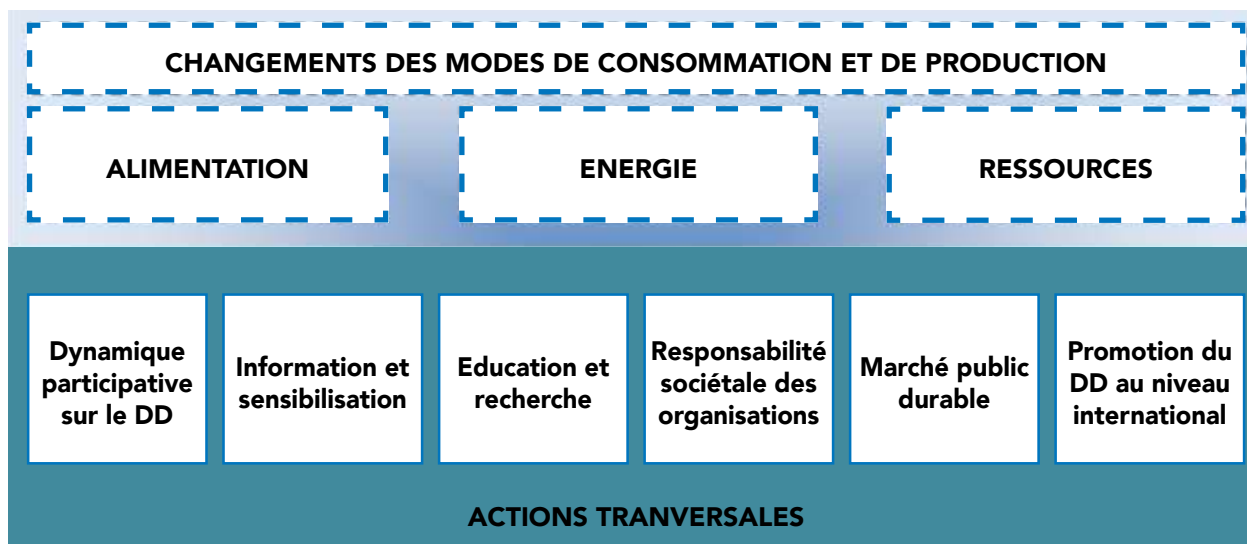 CHANGEMENTS DES MODES DE CONSOMMATION ET DE PRODUCTION
ALIMENTATION
ENERGIE
RESSOURCES
Dynamique
participative
sur le DD
Information et
sensibilisation
Education et
recherche
Responsabilité
sociétale des
organisations
Marché public
durable
Promotion du
DD au niveau
international
ACTIONS TRANVERSALES